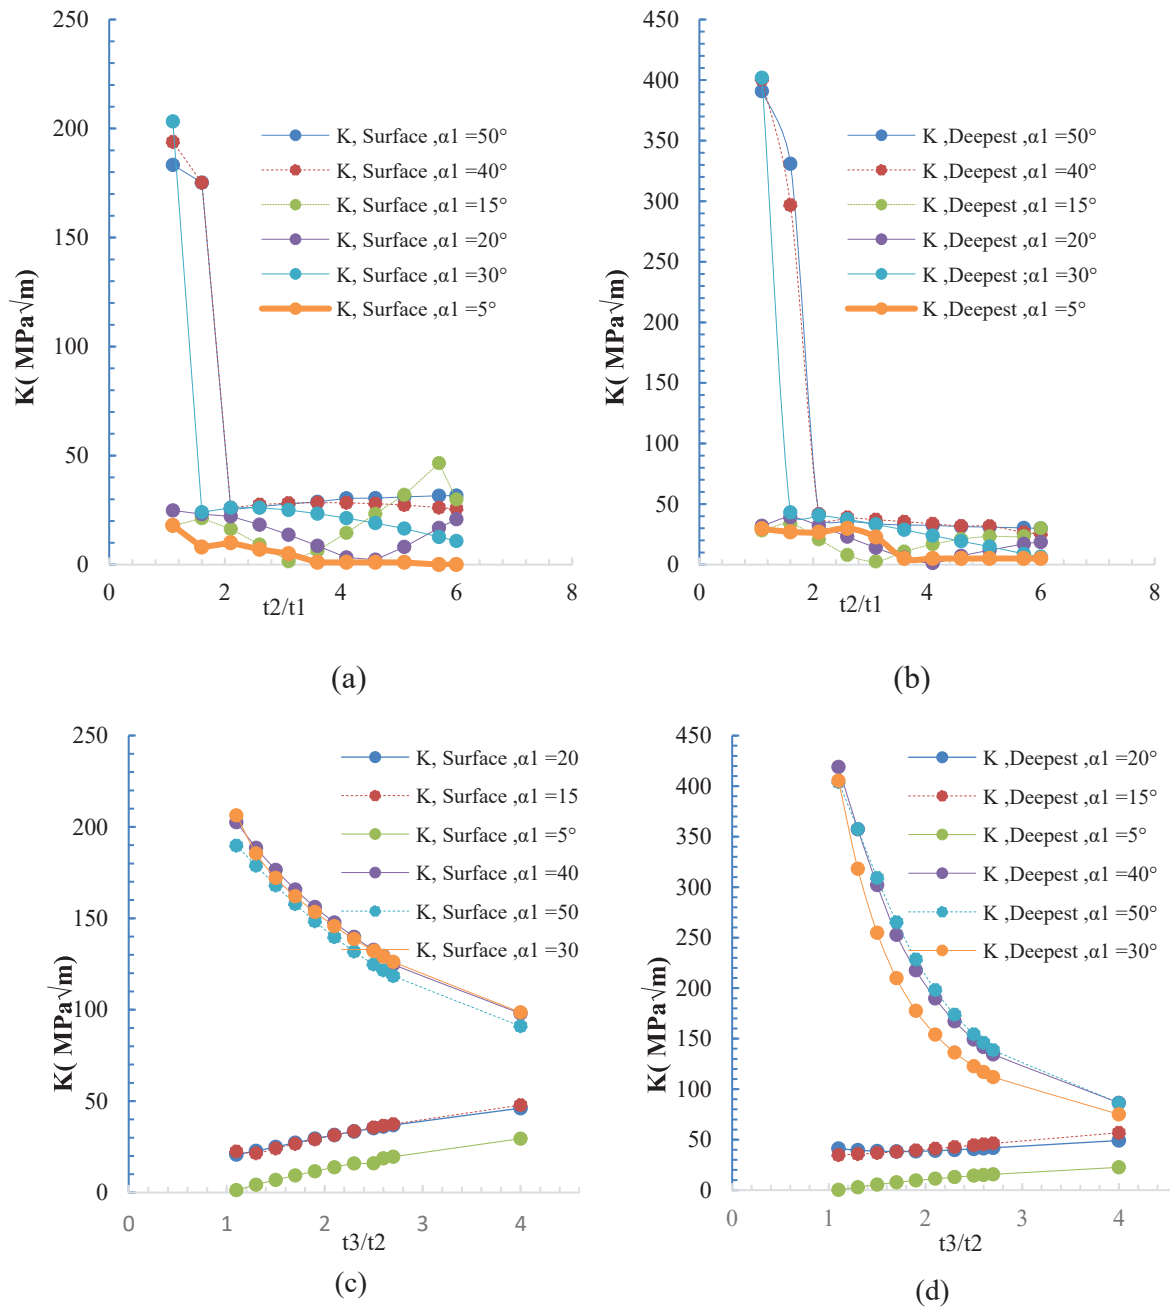 250
200
150
100
50
0
K( MPa√m)
K, Surface ,α1 =50°
K, Surface ,α1 =40°
K, Surface ,α1 =15°
K, Surface ,α1 =20°
K, Surface ,α1 =30°
K, Surface ,α1 =5°
0 2 4 6 8
t2/t1
(a)
450
400
350
300
250
200
150
100
50
0
K( MPa√m)
K ,Deepest ,α1 =50°
K ,Deepest ,α1 =40°
K ,Deepest ,α1 =15°
K ,Deepest ,α1 =20°
K ,Deepest ;α1 =30°
K ,Deepest ,α1 =5°
0 2 4 6 8
t2/t1
(b)
250
200
150
100
50
0
K( MPa√m)
K, Surface ,α1 =20
K, Surface ,α1 =15
K, Surface ,α1 =5°
K, Surface ,α1 =40
K, Surface ,α1 =50
K, Surface ,α1 =30
0 1 2 3 4
t3/t2
(c)
450
400
350
300
250
200
150
100
50
0
K( MPa√m)
K ,Deepest ,α1 =20°
K ,Deepest ,α1 =15°
K ,Deepest ,α1 =5°
K ,Deepest ,α1 =40°
K ,Deepest ,α1 =50°
K ,Deepest ,α1 =30°
0 1 2 3 4
t3/t2
(d)